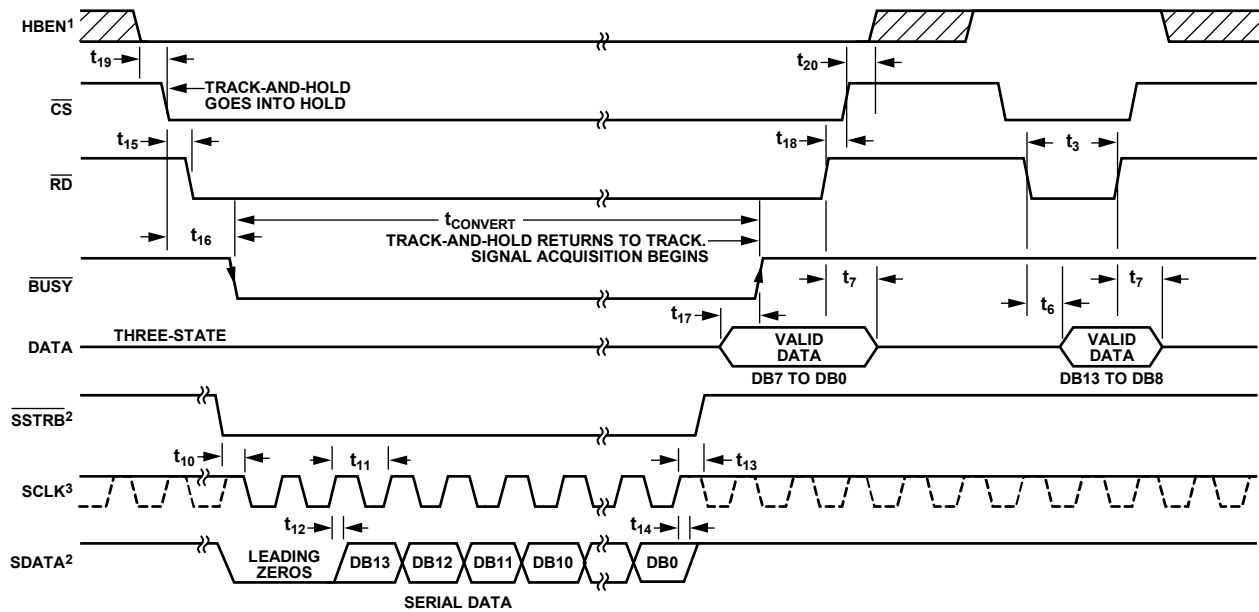 HBEN1
t19
t20
TRACK-AND-HOLD
GOES INTO HOLD
CS
t15
t18
t3
RD
tCONVERT
t16
TRACK-AND-HOLD RETURNS TO TRACK.
SIGNAL ACQUISITION BEGINS
BUSY
t7
t7
t17
t6
THREE-STATE
DATA
VALID
DATA
VALID
DATA
DB7 TO DB0
DB13 TO DB8
SSTRB2
t10
t11
t13
SCLK3
t12
t14
SDATA2
LEADING
ZEROS
DB13
DB12
DB11
DB10
DB0
SERIAL DATA